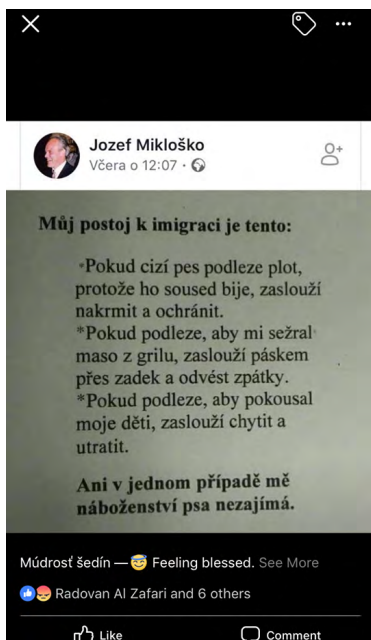 Jozef Mikloško
Včera o 12:07 ·
Můj postoj k imigraci je tento:
*Pokud cizí pes podleze plot,
protože ho soused bije, zaslouží
nakrmit a ochránit.
*Pokud podleze, aby mi sežral
maso z grilu, zaslouží páskem
přes zadek a odvést zpátky.
*Pokud podleze, aby pokousal
moje děti, zaslouží chytit a
utratit.
Ani v jednom případě mě
náboženství psa nezajímá.
Múdrosť šedín — 😇 Feeling blessed. See More
Radovan Al Zafari and 6 others
Like
Comment